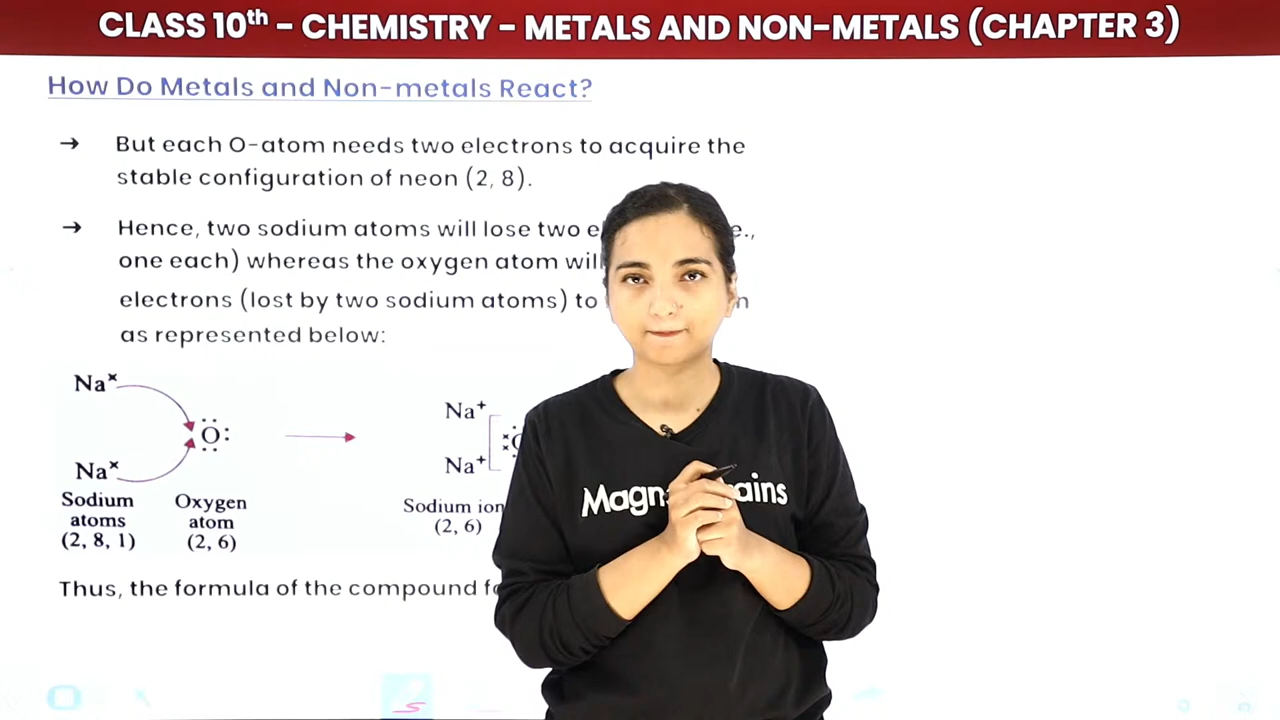 CLASS 10th - CHEMISTRY - METALS AND NON-METALS (CHAPTER 3)
How Do Metals and Non-metals React?
→ But each O-atom needs two electrons to acquire the
stable configuration of neon (2, 8).
→ Hence, two sodium atoms will lose two
one each) whereas the oxygen atom will
electrons (lost by two sodium atoms) to
as represented below:
Naˣ
Naˣ
:O:
Na⁺
Na⁺
Sodium atoms (2, 8, 1)
Oxygen atom (2, 6)
Sodium ion
(2, 6)
Thus, the formula of the compound
Magn ains